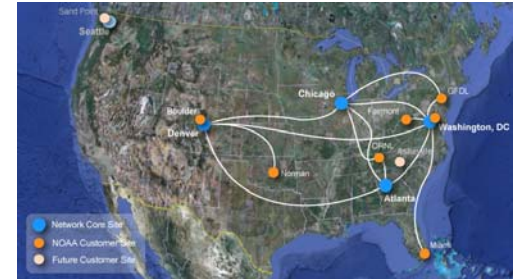 Sand Point
Seattle
Chicago
GFDL
Boulder
Fairmont
Denver
Washington, DC
ORNL
Asheville
Norman
Atlanta
Network Core Site
NOAA Customer Site
Future Customer Site
Miami